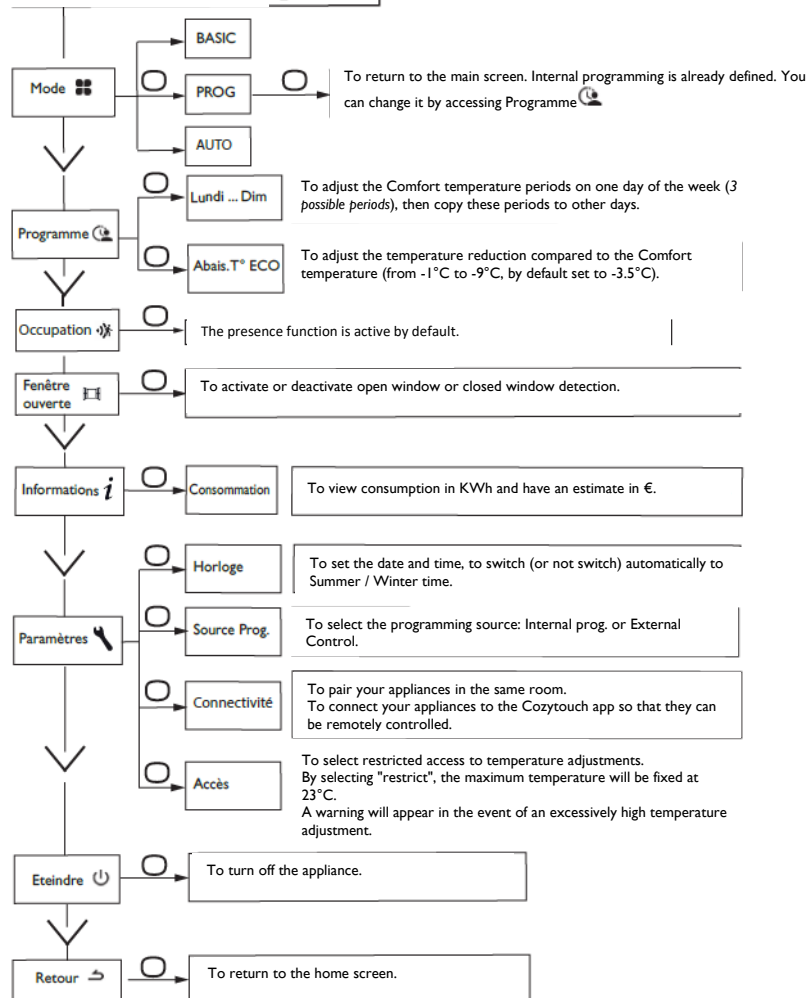 BASIC
Mode
PROG
To return to the main screen. Internal programming is already defined. You
can change it by accessing Programme
AUTO
Lundi ... Dim
To adjust the Comfort temperature periods on one day of the week (3
possible periods), then copy these periods to other days.
Programme
Abais.T° ECO
To adjust the temperature reduction compared to the Comfort
temperature (from -1°C to -9°C, by default set to -3.5°C).
Occupation
The presence function is active by default.
Fenêtre
ouverte
To activate or deactivate open window or closed window detection.
Informations i
Consommation
To view consumption in KWh and have an estimate in €.
Horloge
To set the date and time, to switch (or not switch) automatically to
Summer / Winter time.
Paramètres
Source Prog.
To select the programming source: Internal prog. or External
Control.
Connectivité
To pair your appliances in the same room.
To connect your appliances to the Cozytouch app so that they can
be remotely controlled.
Accès
To select restricted access to temperature adjustments.
By selecting "restrict", the maximum temperature will be fixed at
23°C.
A warning will appear in the event of an excessively high temperature
adjustment.
Eteindre
To turn off the appliance.
Retour
To return to the home screen.